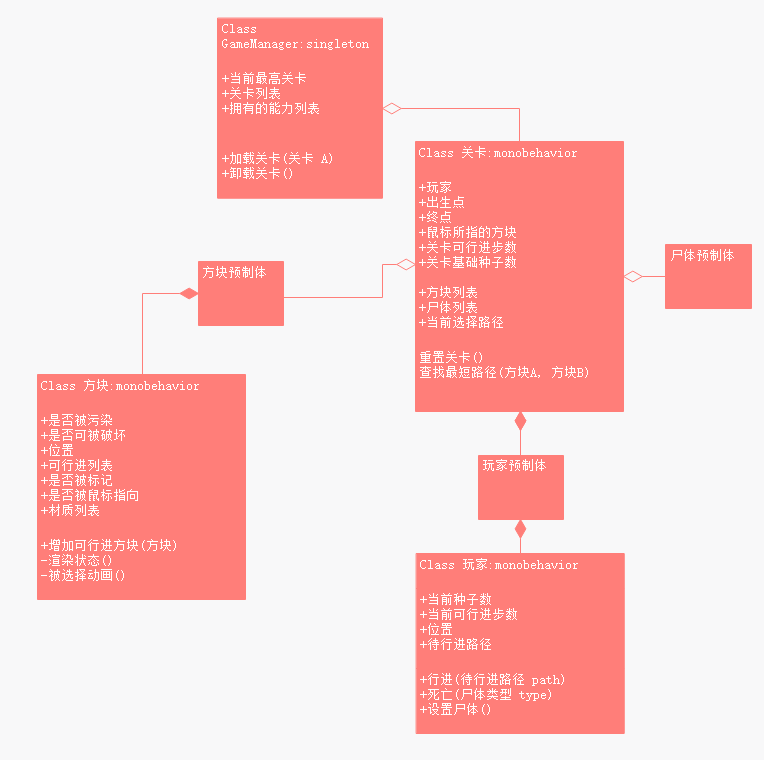 Class
GameManager:singleton
+当前最高关卡
+关卡列表
+拥有的能力列表
+加载关卡(关卡 A)
+卸载关卡()
Class 关卡:monobehavior
+玩家
+出生点
+终点
+鼠标所指的方块
+关卡可行进步数
+关卡基础种子数
+方块列表
+尸体列表
+当前选择路径
重置关卡()
查找最短路径(方块A, 方块B)
尸体预制体
方块预制体
Class 方块:monobehavior
+是否被污染
+是否可被破坏
+位置
+可行进列表
+是否被标记
+是否被鼠标指向
+材质列表
+增加可行进方块(方块)
-渲染状态()
-被选择动画()
玩家预制体
Class 玩家:monobehavior
+当前种子数
+当前可行进步数
+位置
+待行进路径
+行进(待行进路径 path)
+死亡(尸体类型 type)
+设置尸体()